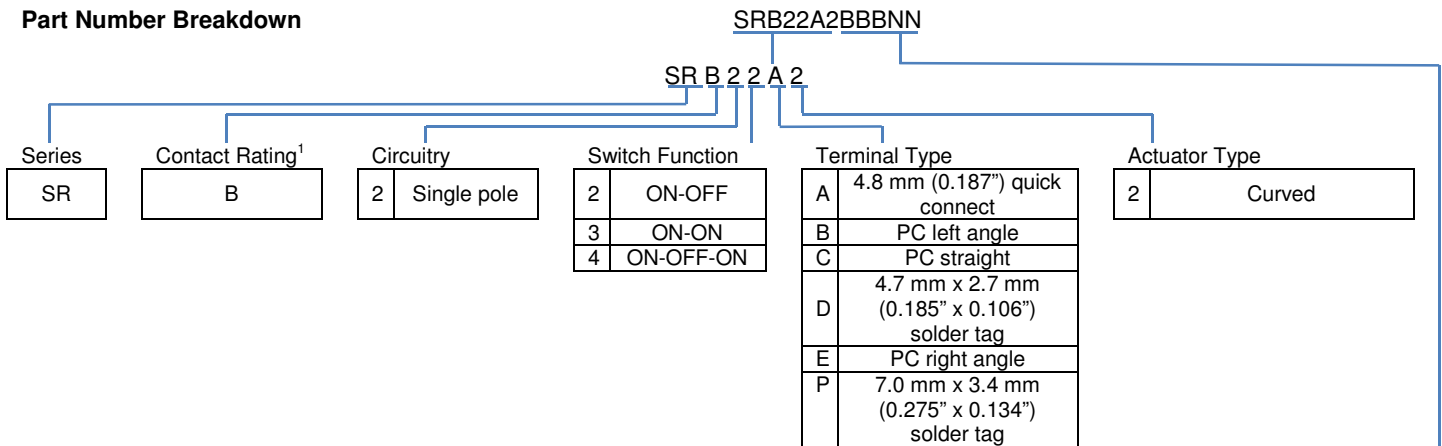 Part Number Breakdown
SRB22A2BBBNN
SR B 2 2 A 2
Series
SR
Contact Rating1
B
Circuitry
2 Single pole
Switch Function
2 ON-OFF
3 ON-ON
4 ON-OFF-ON
Terminal Type
A 4.8 mm (0.187”) quick
connect
B PC left angle
C PC straight
D 4.7 mm x 2.7 mm
(0.185” x 0.106”)
solder tag
E PC right angle
P 7.0 mm x 3.4 mm
(0.275” x 0.134”)
solder tag
Actuator Type
2 Curved